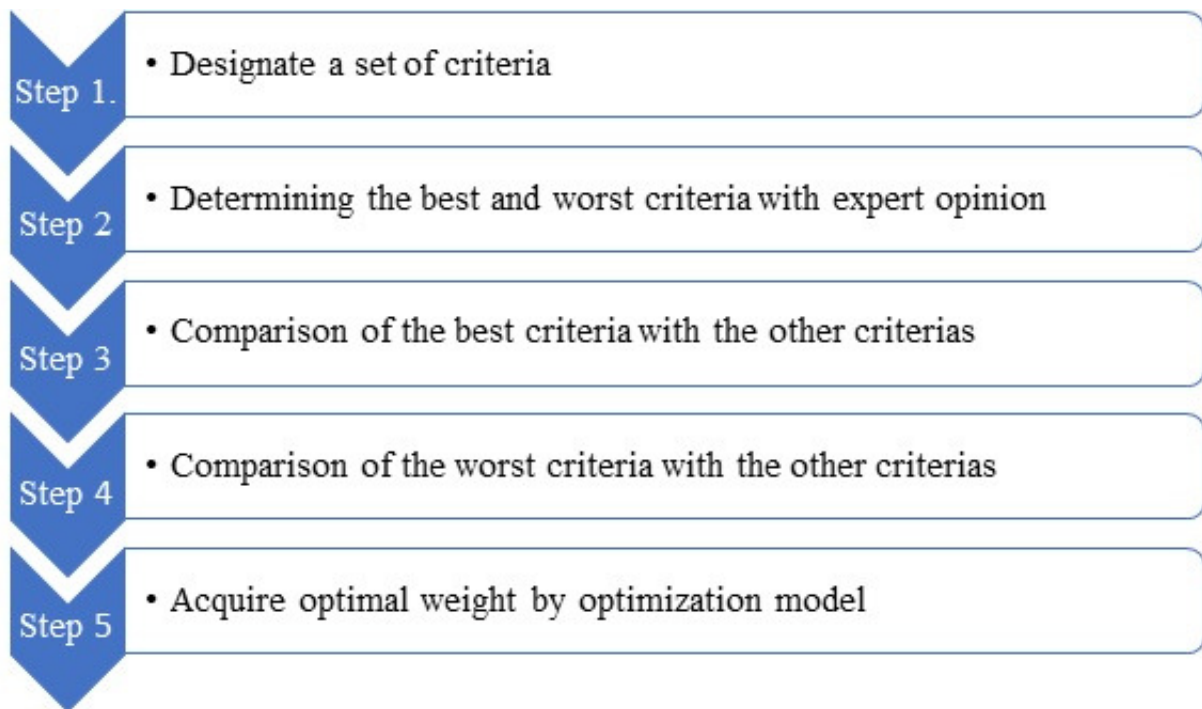 Step 1.
• Designate a set of criteria
Step 2
• Determining the best and worst criteria with expert opinion
Step 3
• Comparison of the best criteria with the other criterias
Step 4
• Comparison of the worst criteria with the other criterias
Step 5
• Acquire optimal weight by optimization model